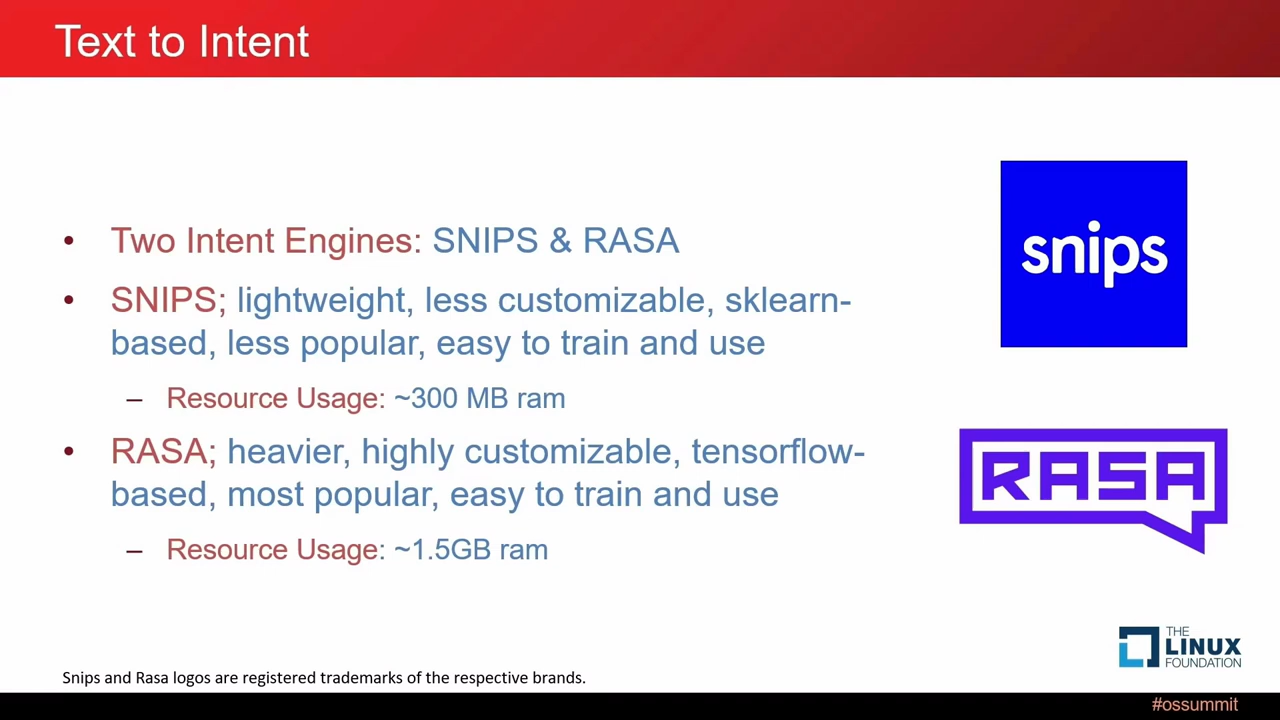 Text to Intent
• Two Intent Engines: SNIPS & RASA
• SNIPS; lightweight, less customizable, sklearn-
based, less popular, easy to train and use
– Resource Usage: ~300 MB ram
• RASA; heavier, highly customizable, tensorflow-
based, most popular, easy to train and use
– Resource Usage: ~1.5GB ram
snips
RASA
THE
LINUX
FOUNDATION
Snips and Rasa logos are registered trademarks of the respective brands.
#ossummit